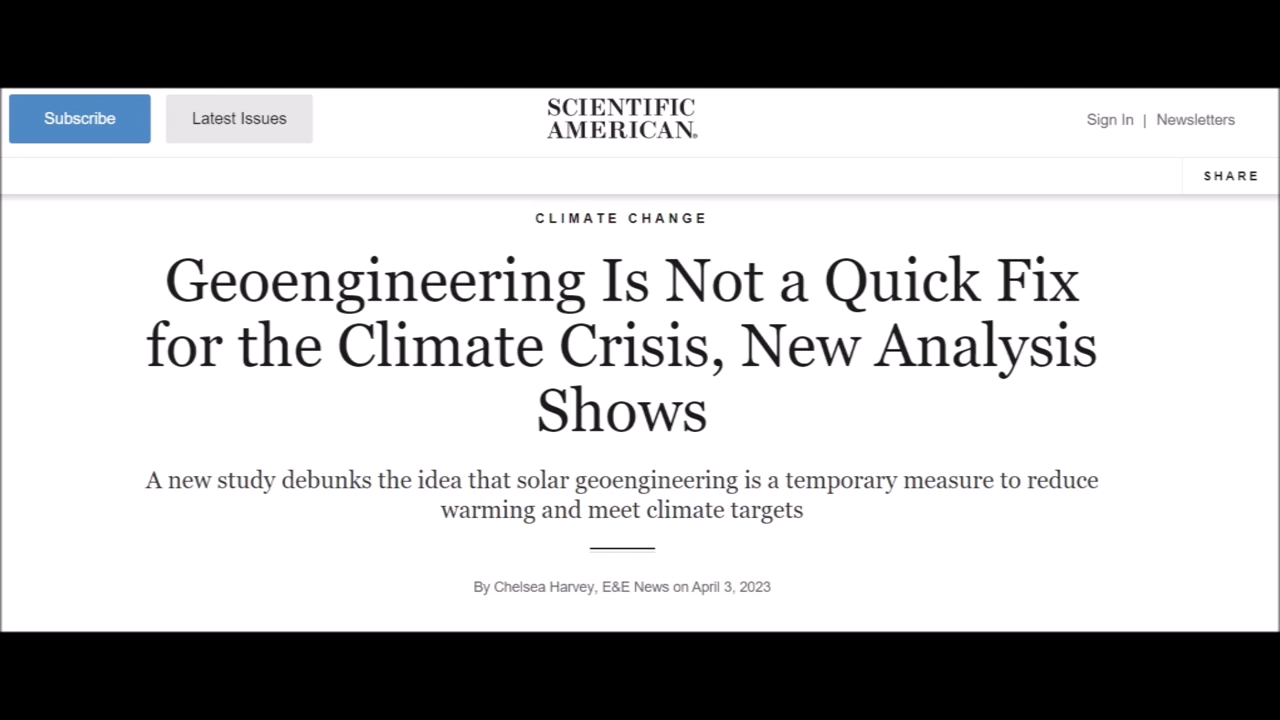 Subscribe
Latest Issues
SCIENTIFIC
AMERICAN®
Sign In | Newsletters
SHARE
CLIMATE CHANGE
Geoengineering Is Not a Quick Fix
for the Climate Crisis, New Analysis
Shows
A new study debunks the idea that solar geoengineering is a temporary measure to reduce
warming and meet climate targets
By Chelsea Harvey, E&E News on April 3, 2023